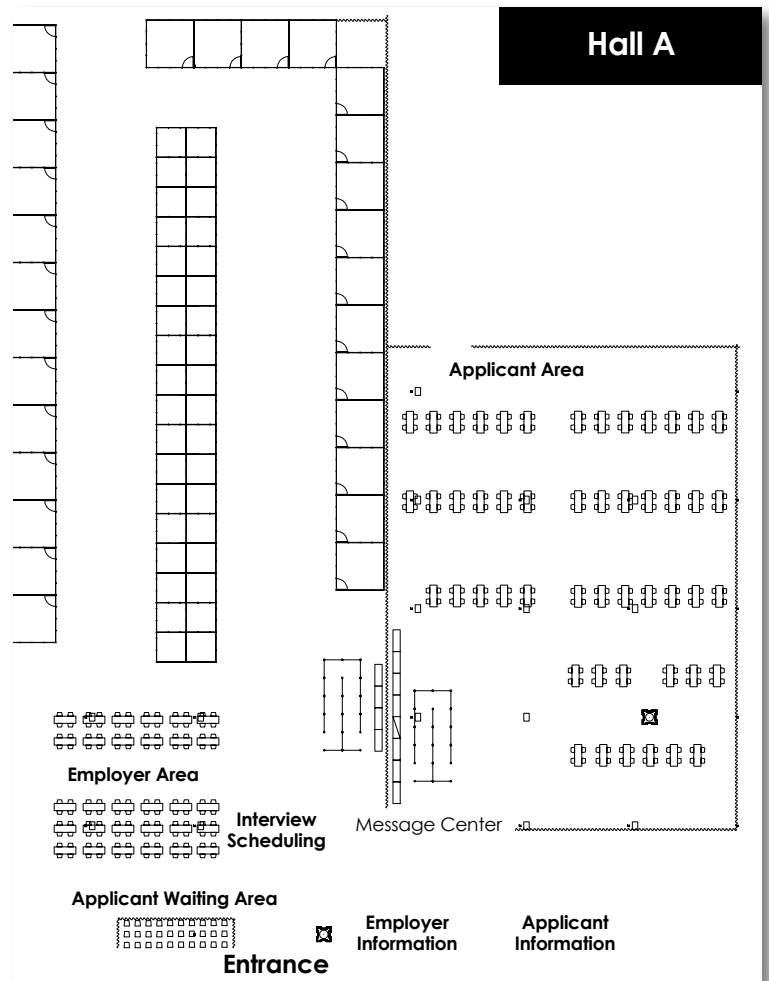 Hall A
Applicant Area
Employer Area
Interview
Scheduling
Message Center
Applicant Waiting Area
Employer
Information
Applicant
Information
Entrance